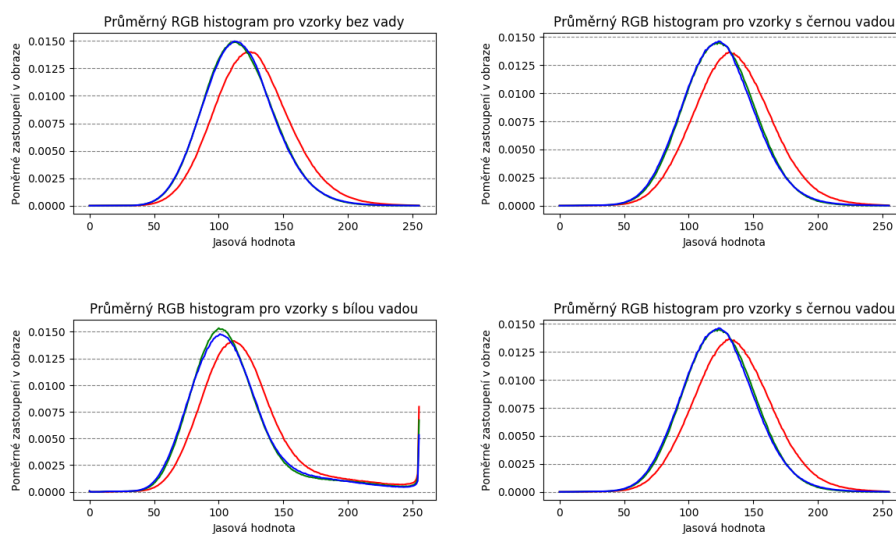 Průměrný RGB histogram pro vzorky bez vady
Poměrné zastoupení v obraze
0.0150
0.0125
0.0100
0.0075
0.0050
0.0025
0.0000
0 50 100 150 200 250
Jasová hodnota
Průměrný RGB histogram pro vzorky s černou vadou
Poměrné zastoupení v obraze
0.0150
0.0125
0.0100
0.0075
0.0050
0.0025
0.0000
0 50 100 150 200 250
Jasová hodnota
Průměrný RGB histogram pro vzorky s bílou vadou
Poměrné zastoupení v obraze
0.0150
0.0125
0.0100
0.0075
0.0050
0.0025
0.0000
0 50 100 150 200 250
Jasová hodnota
Průměrný RGB histogram pro vzorky s černou vadou
Poměrné zastoupení v obraze
0.0150
0.0125
0.0100
0.0075
0.0050
0.0025
0.0000
0 50 100 150 200 250
Jasová hodnota